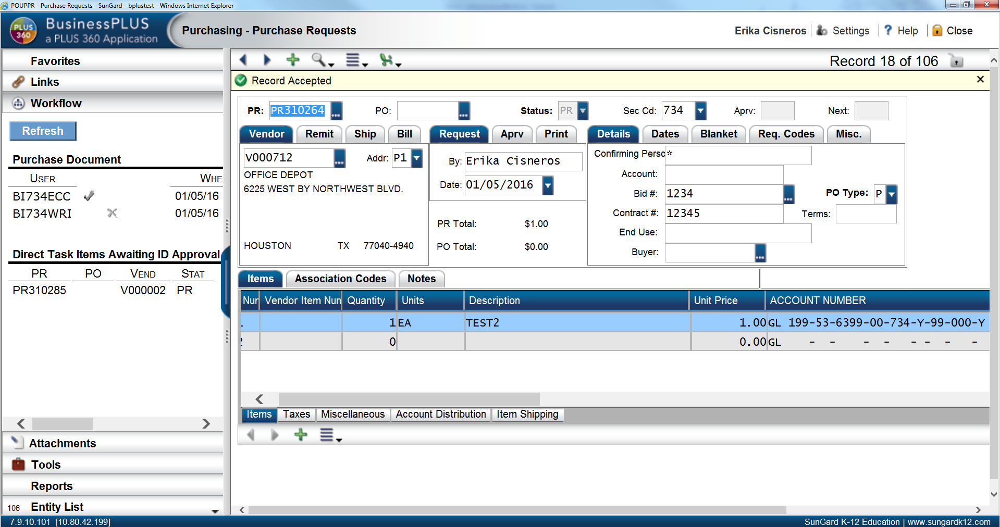 POUPPR - Purchase Requests - SunGard - bplustest - Windows Internet Explorer
PLUS 360
BusinessPLUS
a PLUS 360 Application
Purchasing - Purchase Requests
Erika Cisneros Settings ? Help Close
Favorites
Links
Workflow
Refresh
Purchase Document
USER WHE
BI734ECC 01/05/16
BI734WRI 01/05/16
Direct Task Items Awaiting ID Approval
PR PO VEND STAT
PR310285 V000002 PR
Attachments
Tools
Reports
106 Entity List
Record 18 of 106
Record Accepted
PR: PR310264 ... PO: ... Status: PR Sec Cd: 734 Aprv: Next:
Vendor Remit Ship Bill Request Aprv Print Details Dates Blanket Req. Codes Misc.
V000712 ... Addr: P1
OFFICE DEPOT
6225 WEST BY NORTHWEST BLVD.
HOUSTON TX 77040-4940
By: Erika Cisneros
Date: 01/05/2016
PR Total: $1.00
PO Total: $0.00
Confirming Perso *
Account:
Bid #: 1234 ... PO Type: P
Contract #: 12345 Terms:
End Use:
Buyer: ...
Items Association Codes Notes
Nur Vendor Item Nun Quantity Units Description Unit Price ACCOUNT NUMBER
1 EA TEST2 1.00 GL 199-53-6399-00-734-Y-99-000-Y
2 0 0.00 GL - - - - - - - -
Items Taxes Miscellaneous Account Distribution Item Shipping
7.9.10.101 [10.80.42.199] SunGard K-12 Education | www.sungardk12.com